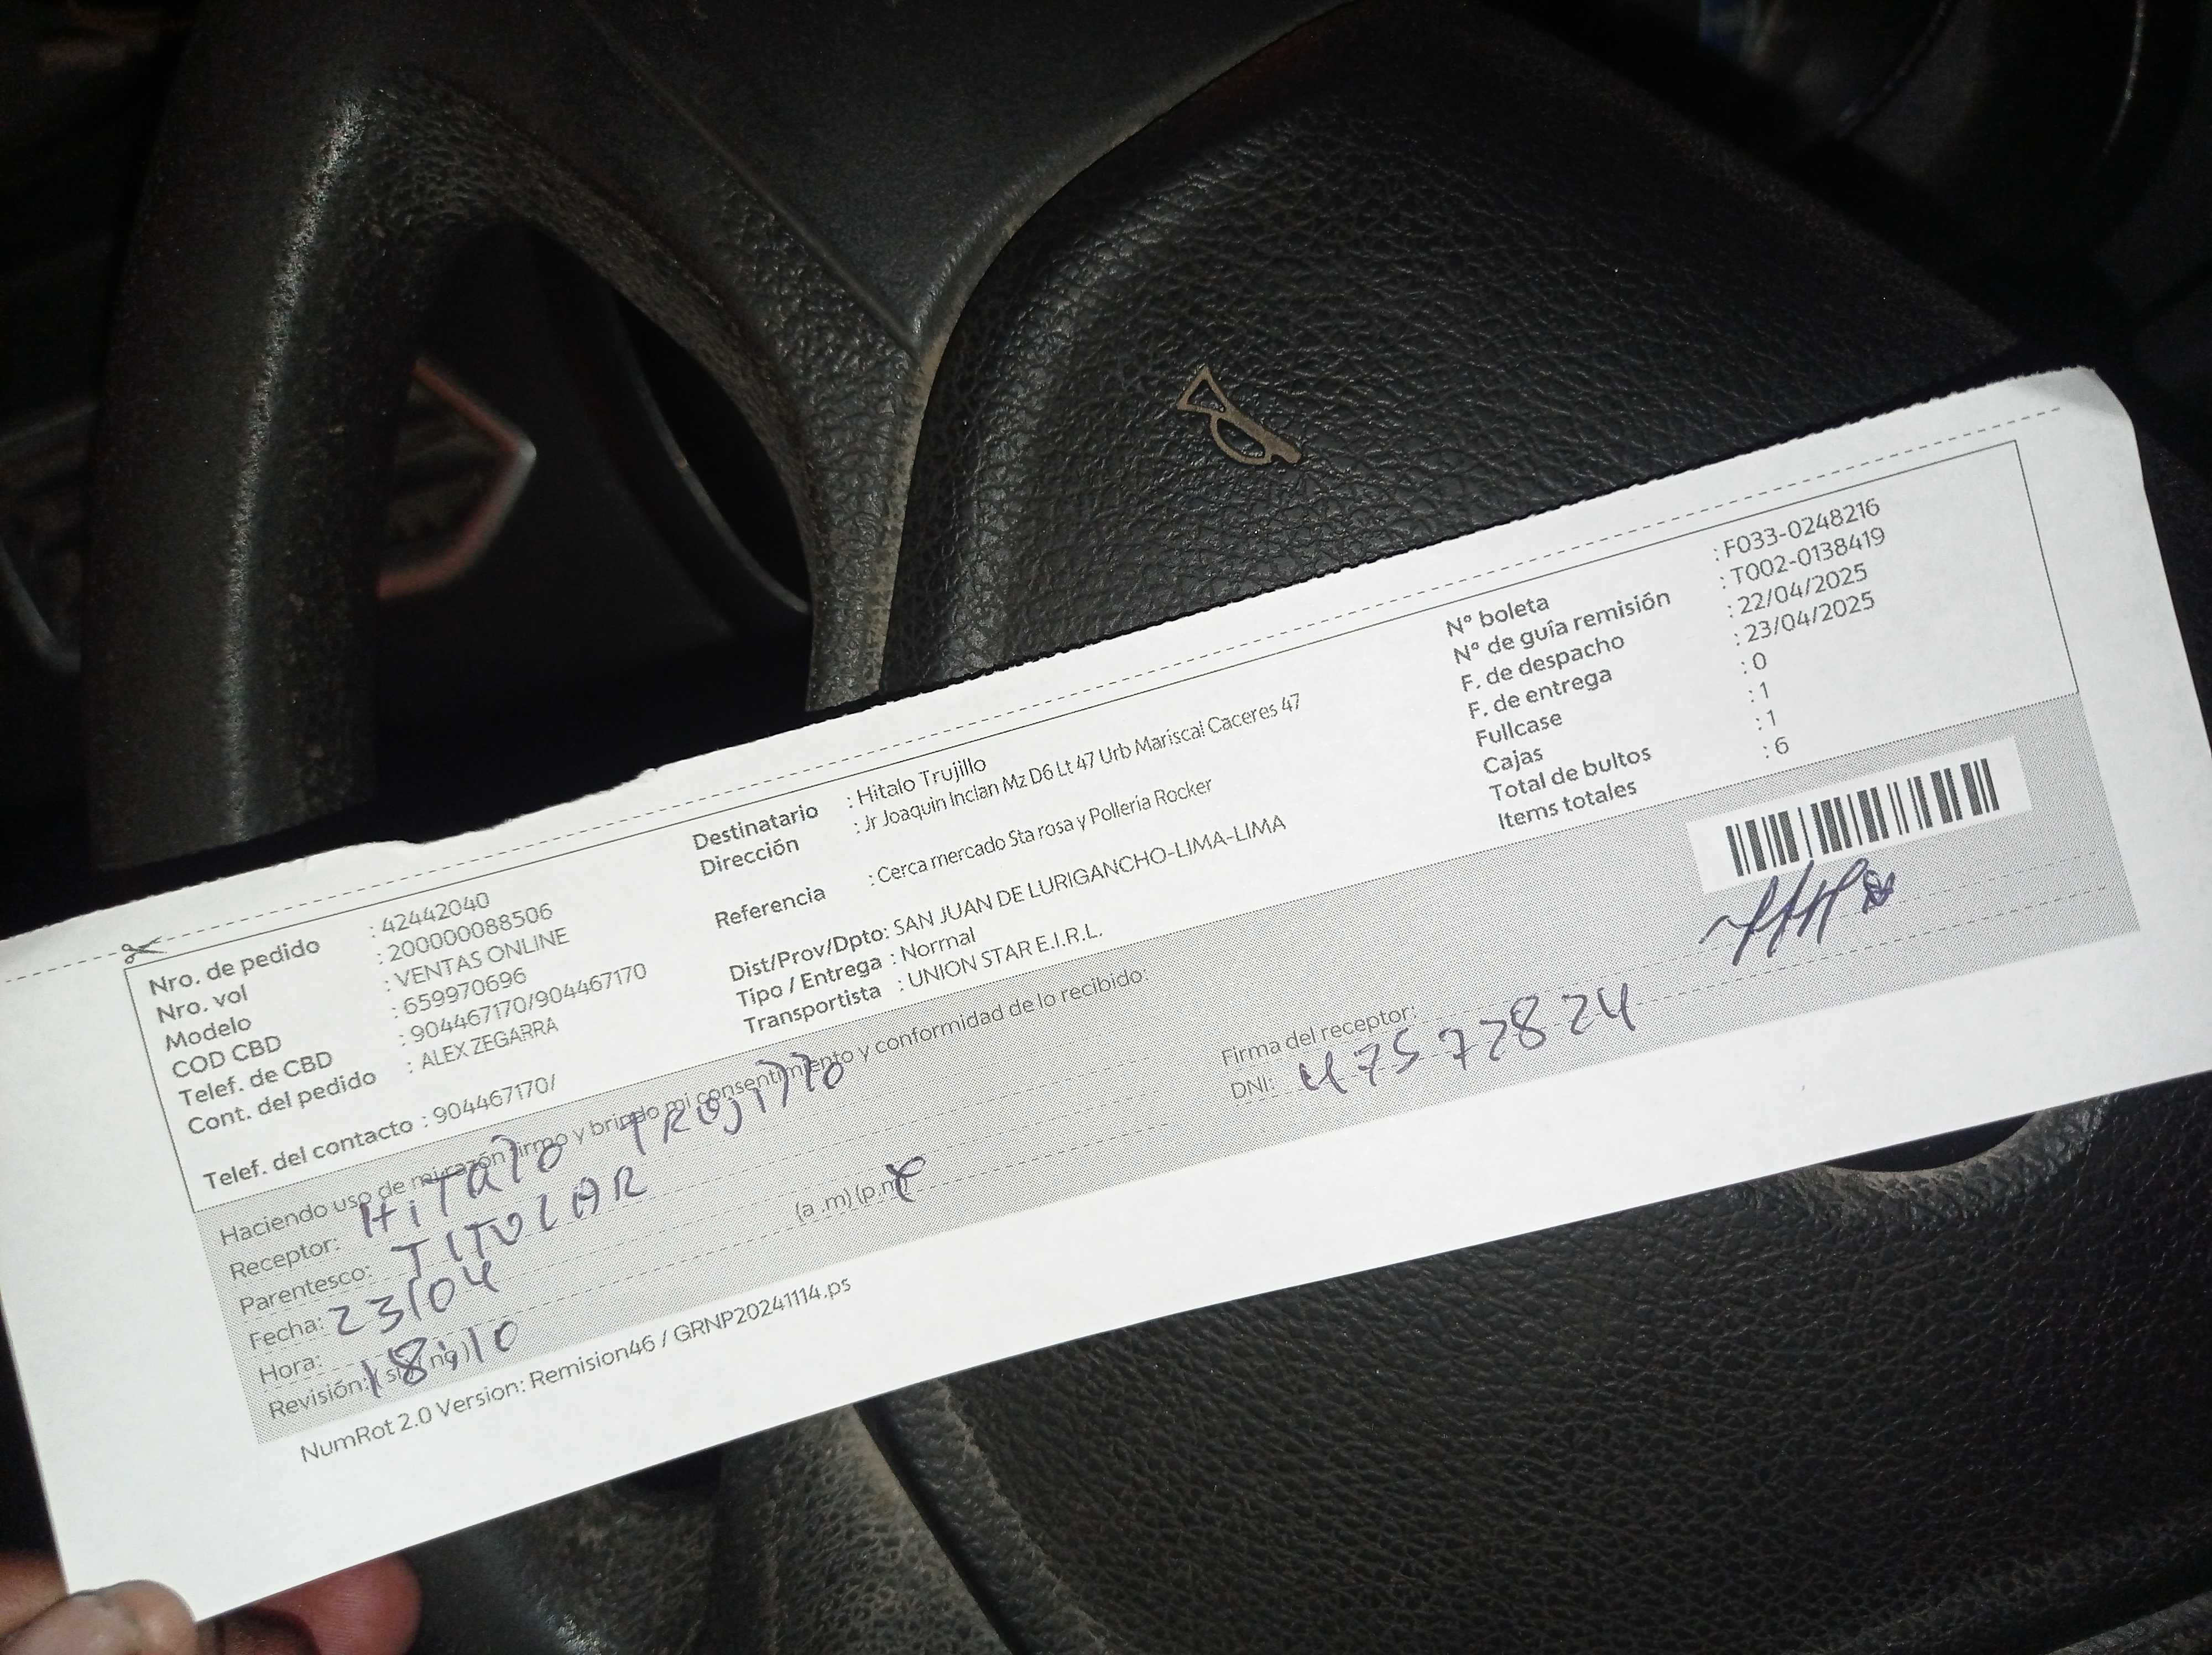 Nro. de pedido : 42442040
Nro. vol : 200000088506
Modelo : VENTAS ONLINE
COD CBD : 659970696
Telef. de CBD : 904467170/904467170
Cont. del pedido : ALEX ZEGARRA
Telef. del contacto : 904467170/
Destinatario : Hitalo Trujillo
Dirección : Jr Joaquin Inclan Mz D6 Lt 47 Urb Mariscal Caceres 47
Referencia : Cerca mercado Sta rosa y Polleria Rocker
Dist/Prov/Dpto: SAN JUAN DE LURIGANCHO-LIMA-LIMA
Tipo / Entrega : Normal
Transportista : UNION STAR E.I.R.L.
N° boleta : F033-0248216
N° de guía remisión : T002-0138419
F. de despacho : 22/04/2025
F. de entrega : 23/04/2025
Fullcase : 0
Cajas : 1
Total de bultos : 1
Items totales : 6
Haciendo uso de mi razón firmo y brindo mi consentimiento y conformidad de lo recibido:
Receptor: HiTalo TRUjillo
Parentesco: TITULAR
Fecha: 23/04
Hora: 18:10 (a.m) (p.m)
Revisión: (si) (no)
Firma del receptor:
DNI: 47572824
NumRot 2.0 Version: Remision46 / GRNP20241114.ps